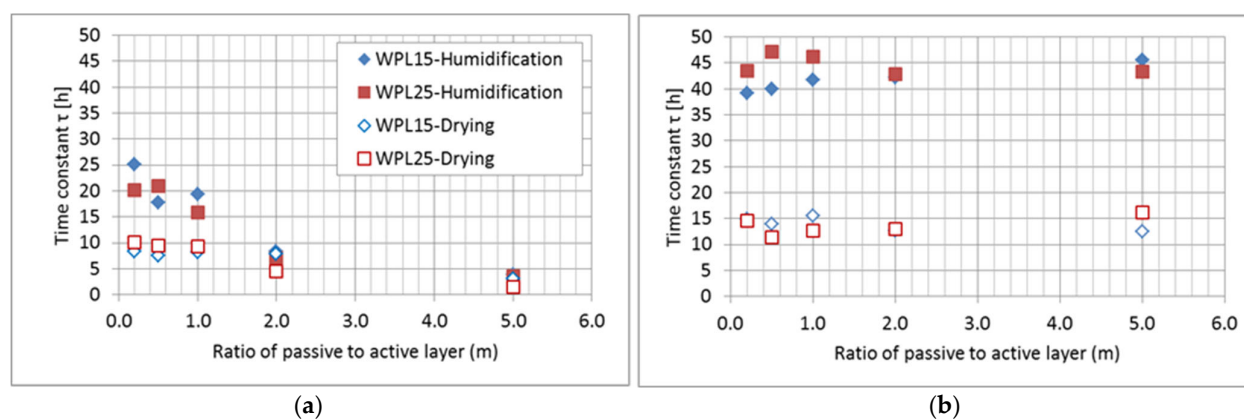 50
45
40
35
30
25
20
15
10
5
0
Time constant τ [h]
WPL15-Humidification
WPL25-Humidification
WPL15-Drying
WPL25-Drying
0.0 1.0 2.0 3.0 4.0 5.0 6.0
Ratio of passive to active layer (m)
(a)
50
45
40
35
30
25
20
15
10
5
0
Time constant τ [h]
0.0 1.0 2.0 3.0 4.0 5.0 6.0
Ratio of passive to active layer (m)
(b)